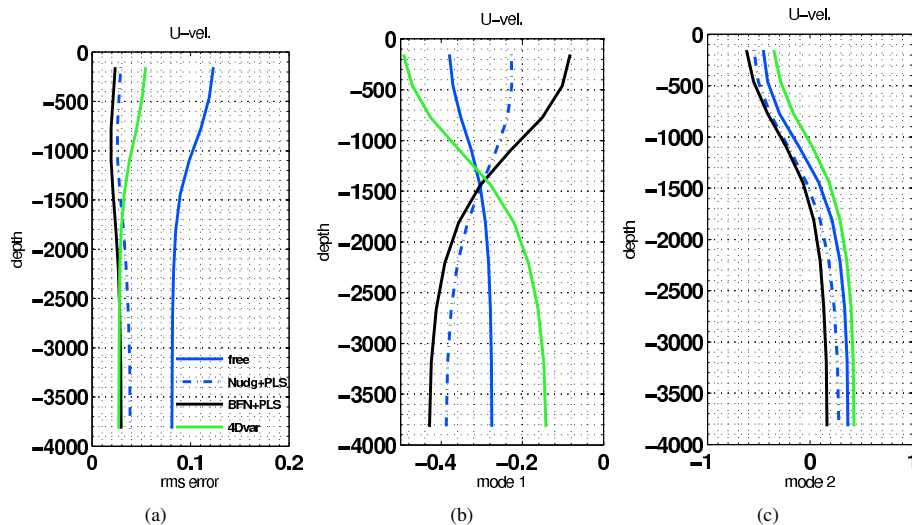 U-vel.
0
−500
−1000
−1500
−2000
−2500
−3000
−3500
−4000
depth
free
Nudg+PLS
BFN+PLS
4Dvar
0
0.1
0.2
rms error
(a)
U-vel.
0
−500
−1000
−1500
−2000
−2500
−3000
−3500
−4000
depth
−0.4
−0.2
0
mode 1
(b)
U-vel.
0
−500
−1000
−1500
−2000
−2500
−3000
−3500
−4000
depth
−1
0
1
mode 2
(c)